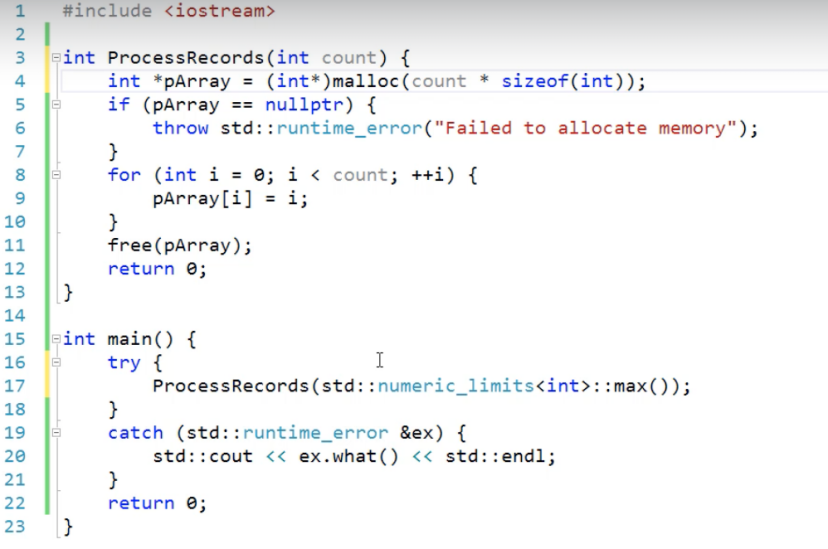 1 #include <iostream>
2
3 int ProcessRecords(int count) {
4     int *pArray = (int*)malloc(count * sizeof(int));
5     if (pArray == nullptr) {
6         throw std::runtime_error("Failed to allocate memory");
7     }
8     for (int i = 0; i < count; ++i) {
9         pArray[i] = i;
10     }
11     free(pArray);
12     return 0;
13 }
14
15 int main() {
16     try {
17         ProcessRecords(std::numeric_limits<int>::max());
18     }
19     catch (std::runtime_error &ex) {
20         std::cout << ex.what() << std::endl;
21     }
22     return 0;
23 }